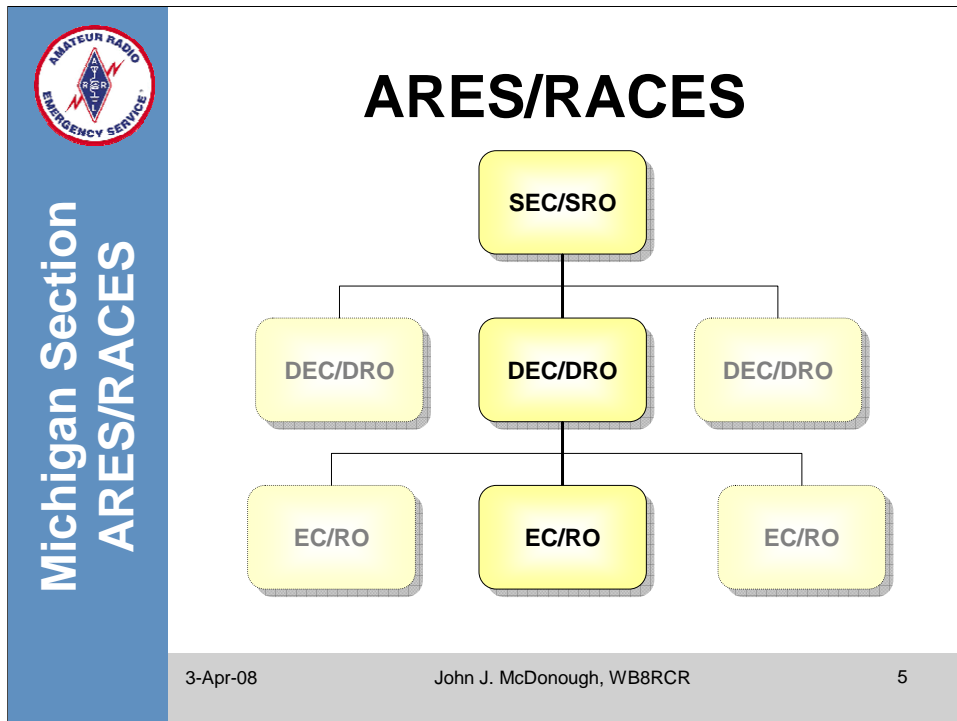 AMATEUR RADIO
EMERGENCY SERVICE
A
R R
L
Michigan Section
ARES/RACES
ARES/RACES
SEC/SRO
DEC/DRO DEC/DRO DEC/DRO
EC/RO EC/RO EC/RO
3-Apr-08 John J. McDonough, WB8RCR 5